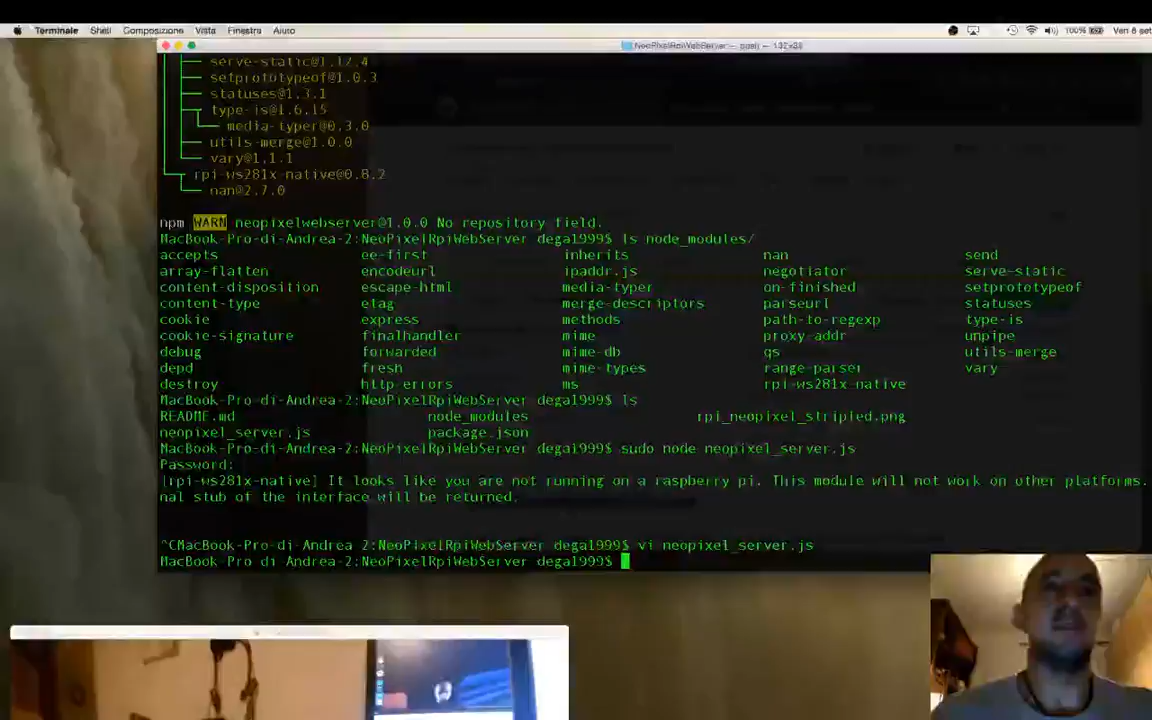 Terminale Shell Composizione Vista Finestra Aiuto 100% Ven 8 set
serve-static@1.12.4
setprototypeof@1.0.3
statuses@1.3.1
type-is@1.6.15
media-typer@0.3.0
utils-merge@1.0.0
vary@1.1.1
rpi-ws281x-native@0.8.2
nan@2.7.0
npm WARN neopixelwebserver@1.0.0 No repository field.
MacBook-Pro-di-Andrea-2:NeoPixelRpiWebServer dega1999$ ls node_modules/
accepts ee-first inherits nan send
array-flatten encodeurl ipaddr.js negotiator serve-static
content-disposition escape-html media-typer on-finished setprototypeof
content-type etag merge-descriptors parseurl statuses
cookie express methods path-to-regexp type-is
cookie-signature finalhandler mime proxy-addr unpipe
debug forwarded mime-db qs utils-merge
depd fresh mime-types range-parser vary
destroy http-errors ms rpi-ws281x-native
MacBook-Pro-di-Andrea-2:NeoPixelRpiWebServer dega1999$ ls
README.md node_modules rpi_neopixel_stripled.png
neopixel_server.js package.json
MacBook-Pro-di-Andrea-2:NeoPixelRpiWebServer dega1999$ sudo node neopixel_server.js
Password:
[rpi-ws281x-native] It looks like you are not running on a raspberry pi. This module will not work on other platforms.
nal stub of the interface will be returned.
^CMacBook-Pro-di-Andrea-2:NeoPixelRpiWebServer dega1999$ vi neopixel_server.js
MacBook-Pro-di-Andrea-2:NeoPixelRpiWebServer dega1999$